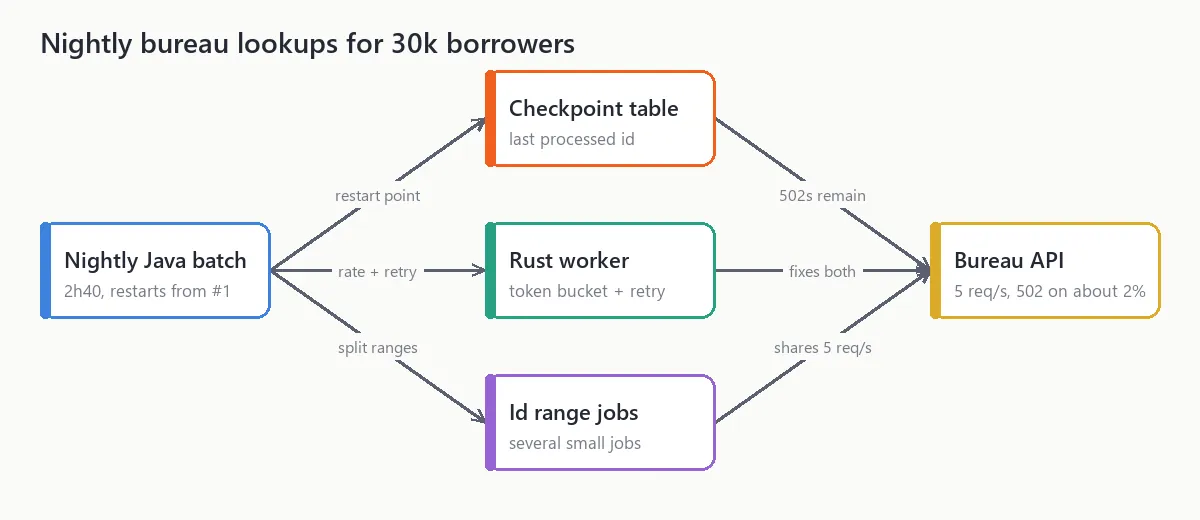 Nightly bureau lookups for 30k borrowers
Checkpoint table
last processed id
restart point
502s remain
Nightly Java batch
2h40, restarts from #1
rate + retry
Rust worker
token bucket + retry
fixes both
Bureau API
5 req/s, 502 on about 2%
split ranges
shares 5 req/s
Id range jobs
several small jobs